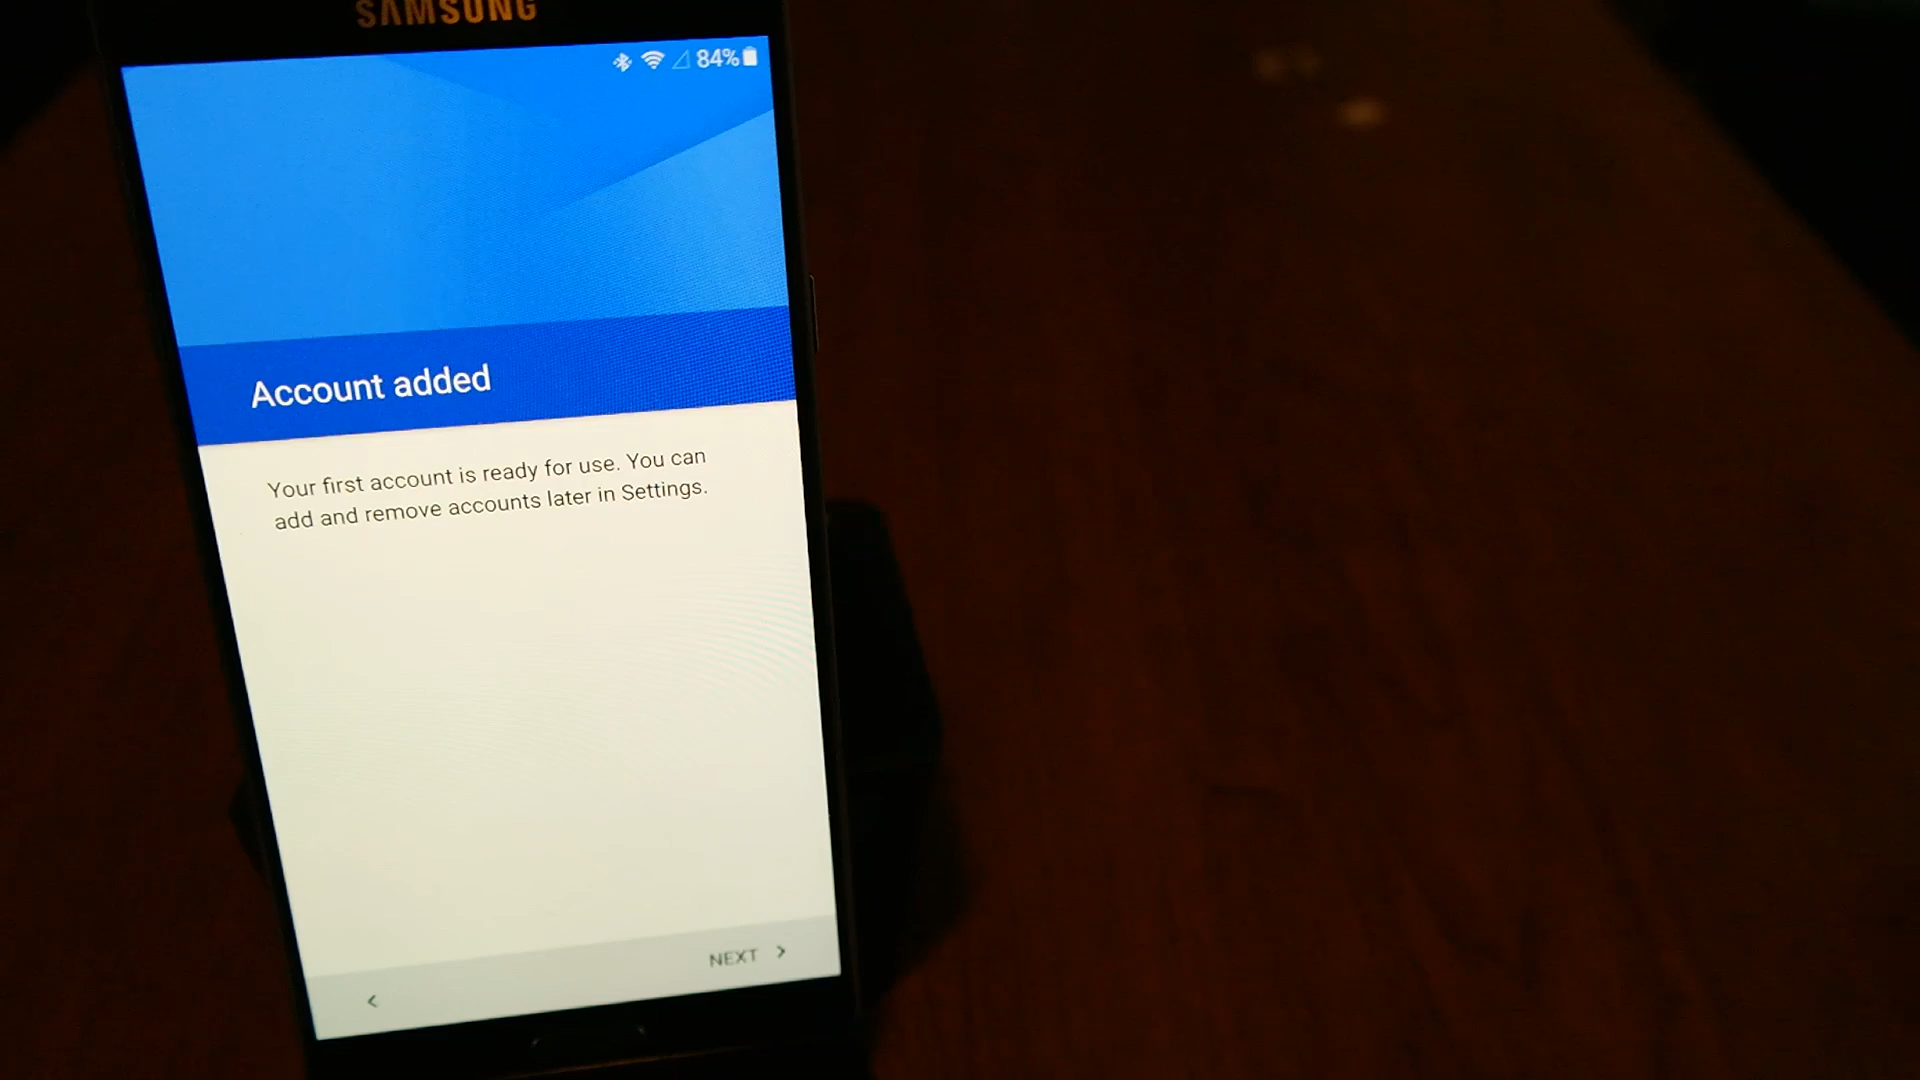 SAMSUNG
84%
Account added
Your first account is ready for use. You can
add and remove accounts later in Settings.
NEXT